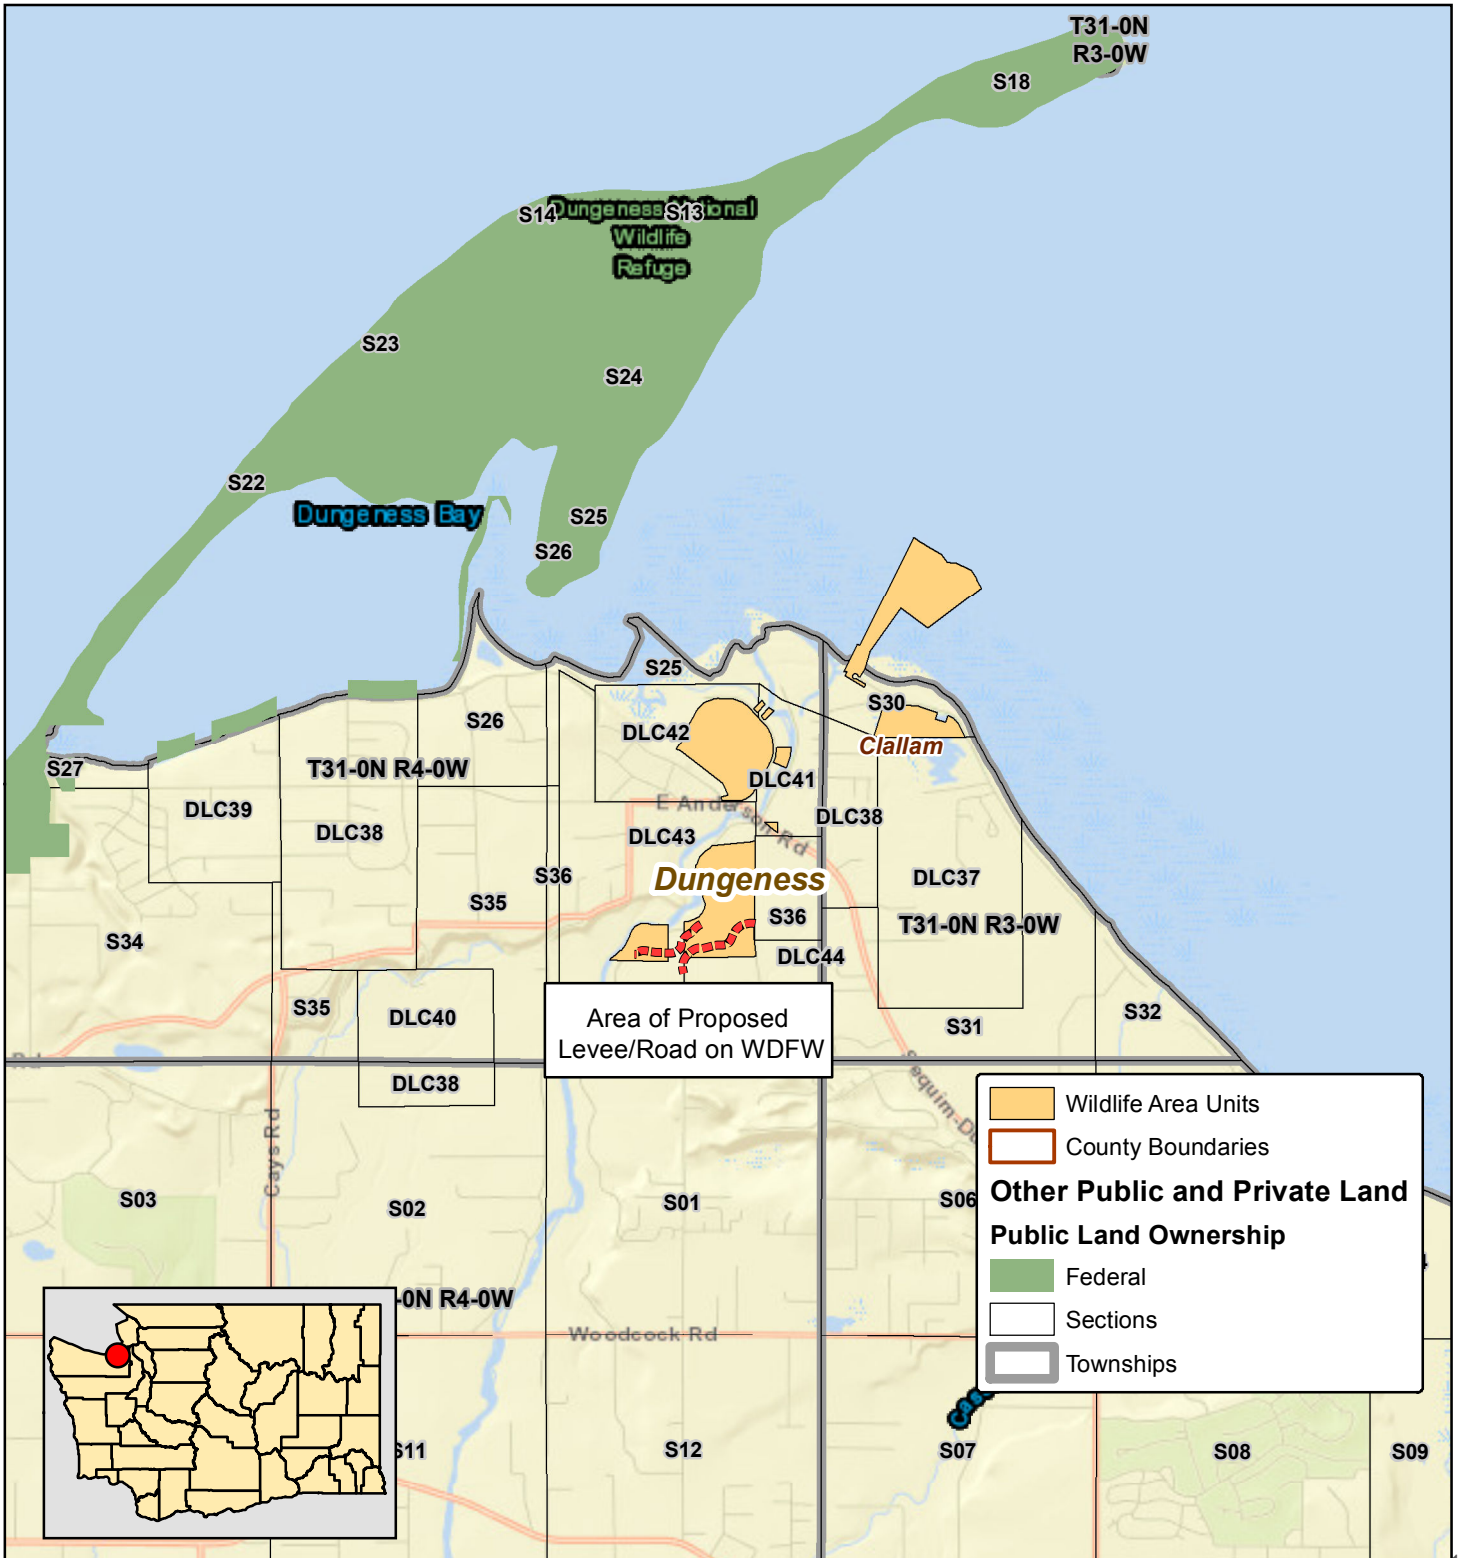 T31-0N
R3-0W
S18
S14
Dungeness National
S13
Wildlife
Refuge
S23
S24
S22
Dungeness Bay
S25
S26
S25
S30
S26
DLC42
Clallam
S27
T31-0N R4-0W
DLC41
DLC39
E Anderson Rd
DLC38
DLC43
DLC38
Dungeness
S36
DLC37
S35
S36
T31-0N R3-0W
S34
DLC44
S35
DLC40
Area of Proposed
Levee/Road on WDFW
S31
S32
Rd
DLC38
Cays Rd
S03
S02
S01
S06
Wildlife Area Units
County Boundaries
Other Public and Private Land
Public Land Ownership
Federal
Sections
Townships
-0N R4-0W
Woodcock Rd
S11
S12
S07
S08
S09